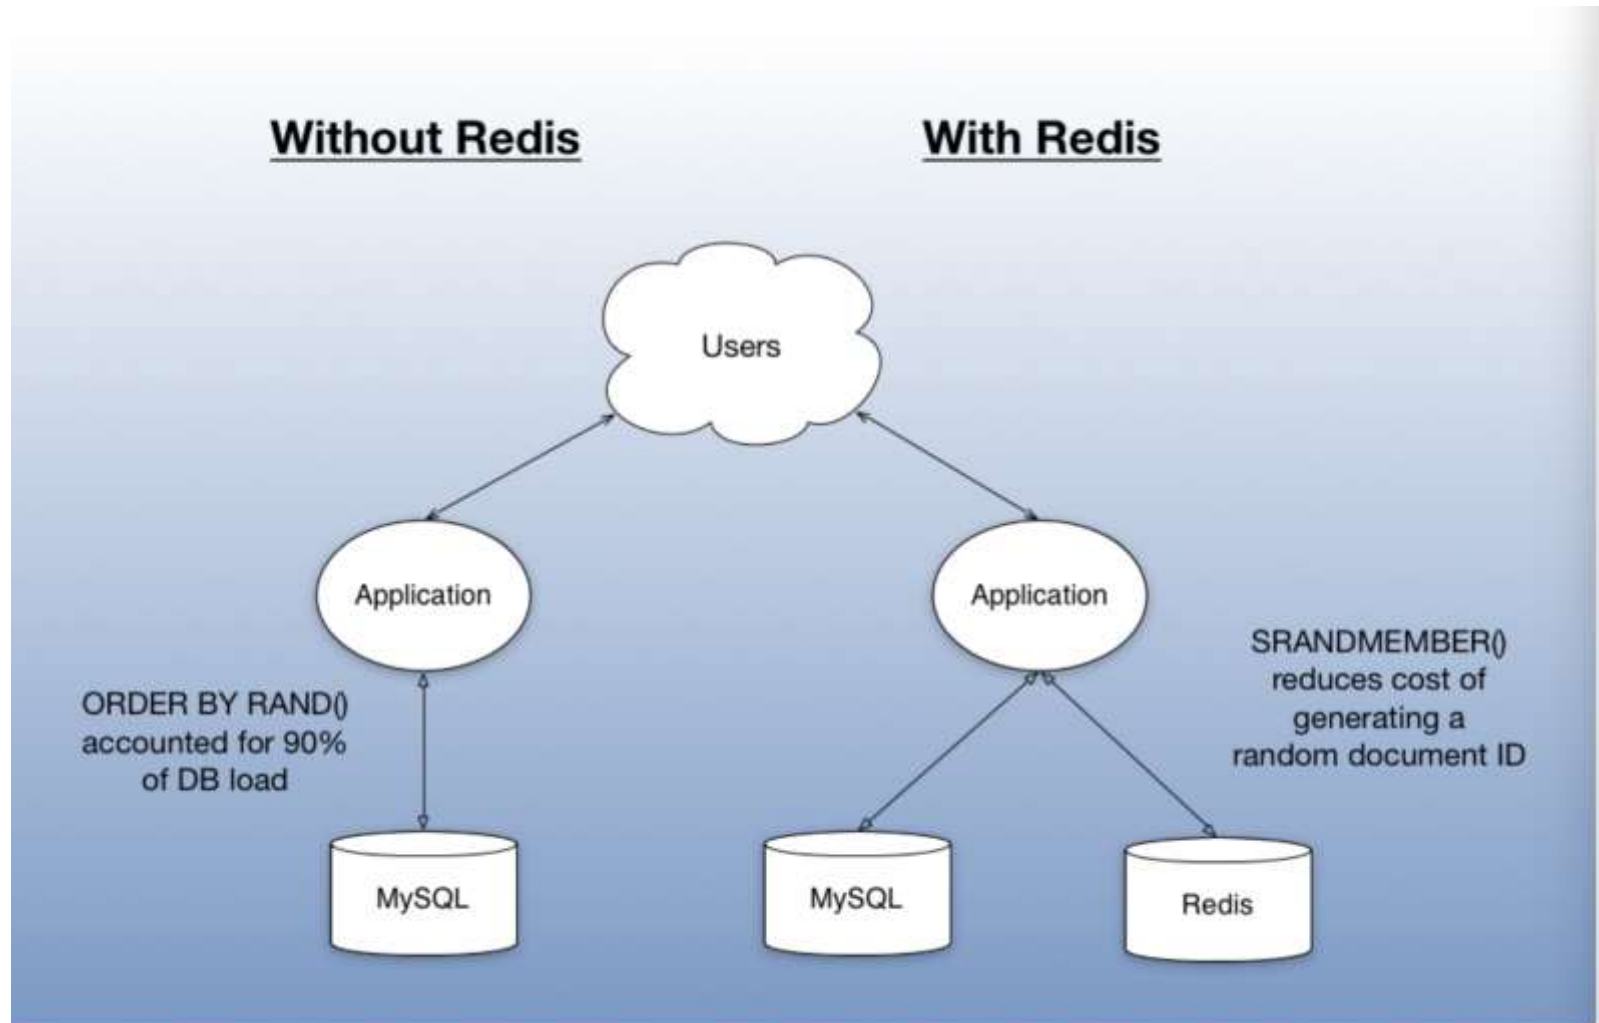 Without Redis
With Redis
Users
Application
Application
ORDER BY RAND()
accounted for 90%
of DB load
SRANDMEMBER()
reduces cost of
generating a
random document ID
MySQL
MySQL
Redis